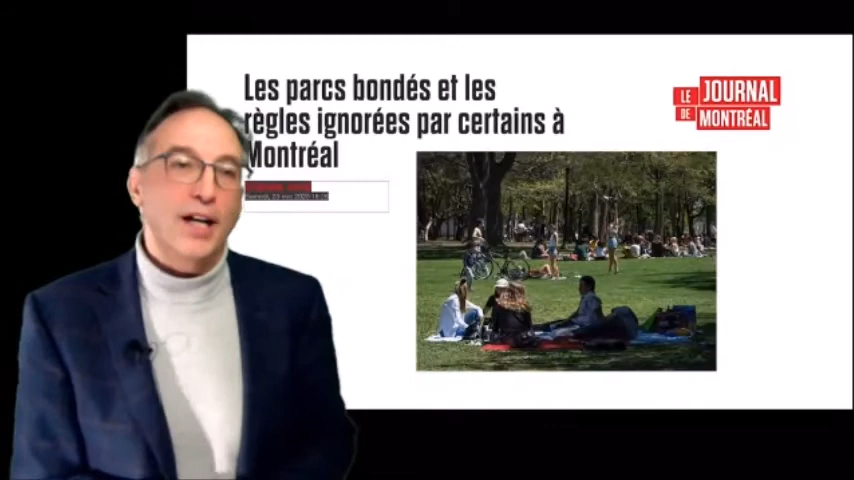 Les parcs bondés et les
règles ignorées par certains à
Montréal
LE JOURNAL
DE MONTRÉAL